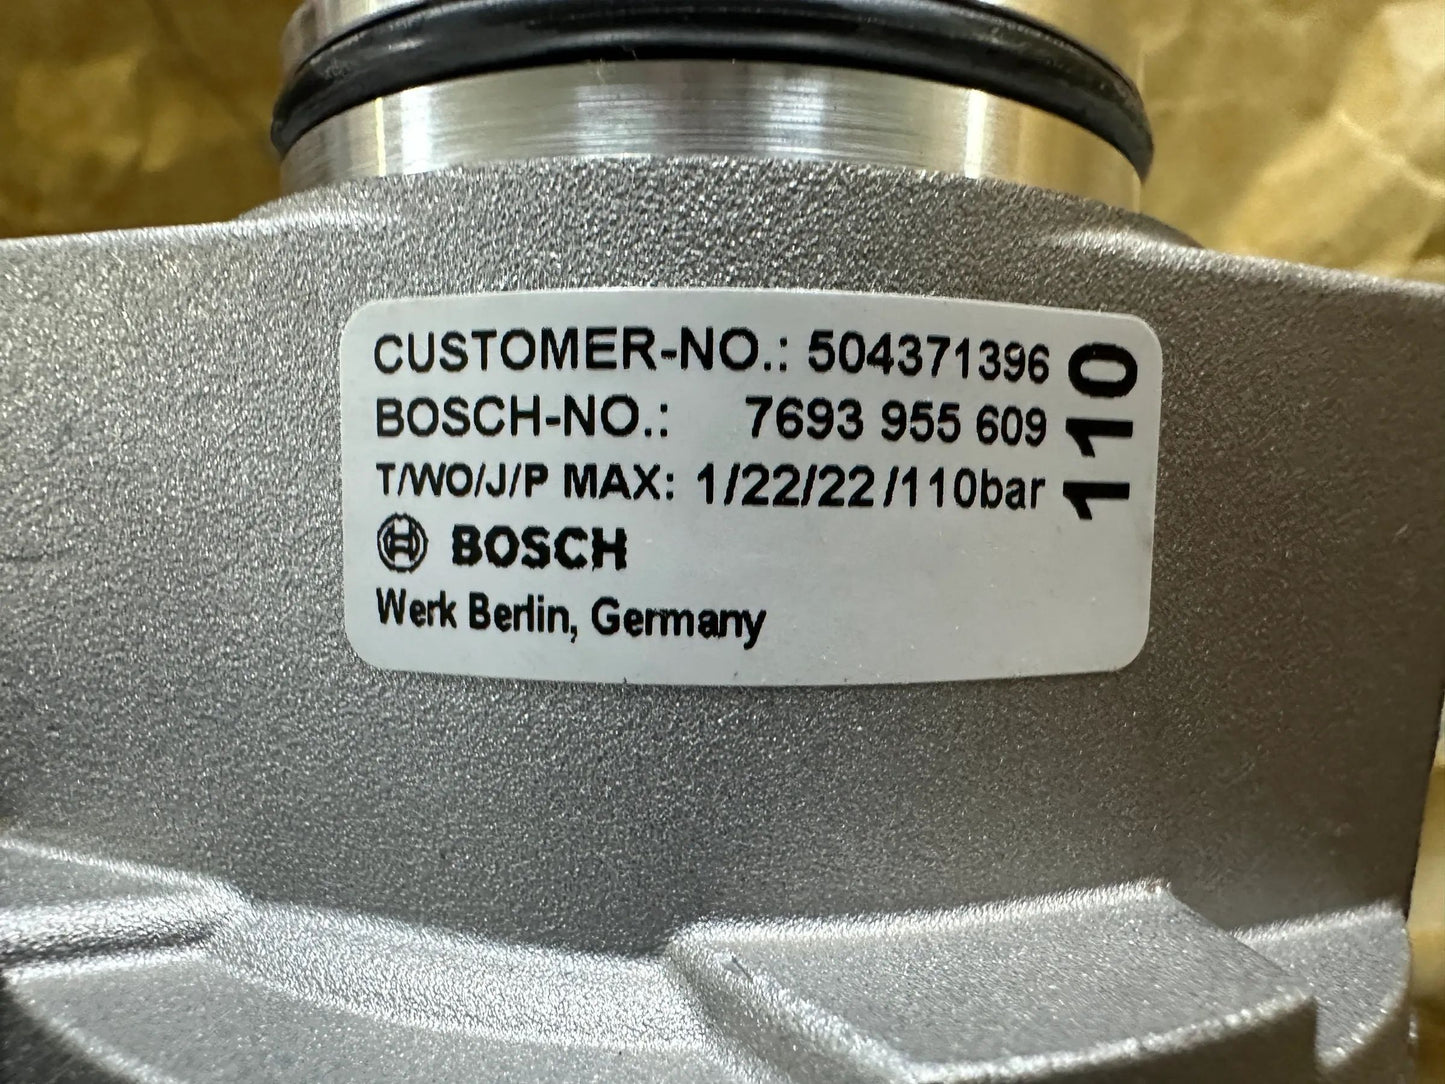 CUSTOMER-NO.: 504371396
BOSCH-NO.: 7693 955 609
T/WO/J/P MAX: 1/22/22/110bar
BOSCH
Werk Berlin, Germany
110